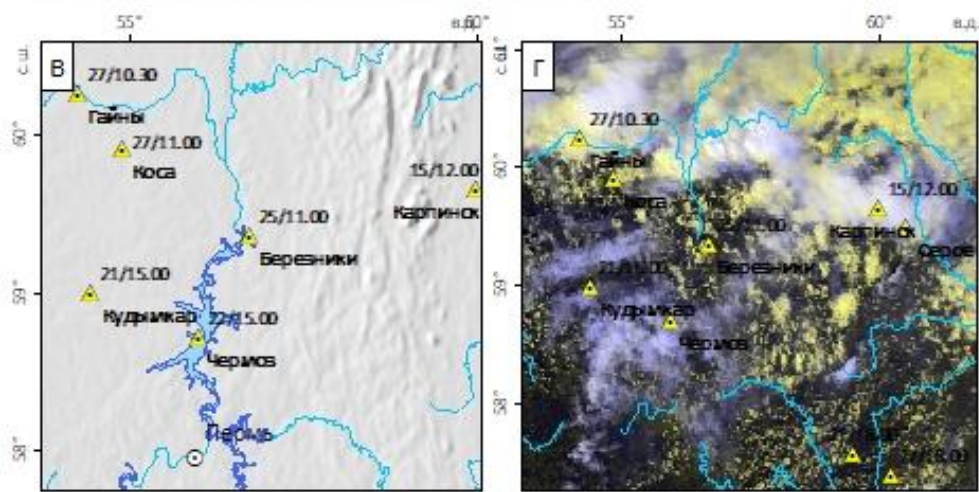 55°
в.д.
60°
с.ш.
В
27/10.30
Гайны
60°
27/11.00
Коса
15/12.00
Карпинск
25/11.00
Березники
21/15.00
59°
Кудымкар
22/15.00
Чермоз
Пермь
58°
55°
60°
в.д.
с.ш.
61°
Г
27/10.30
Гайны
60°
Коса
15/12.00
Карпинск
Березники
59°
Кудымкар
Чермоз
58°